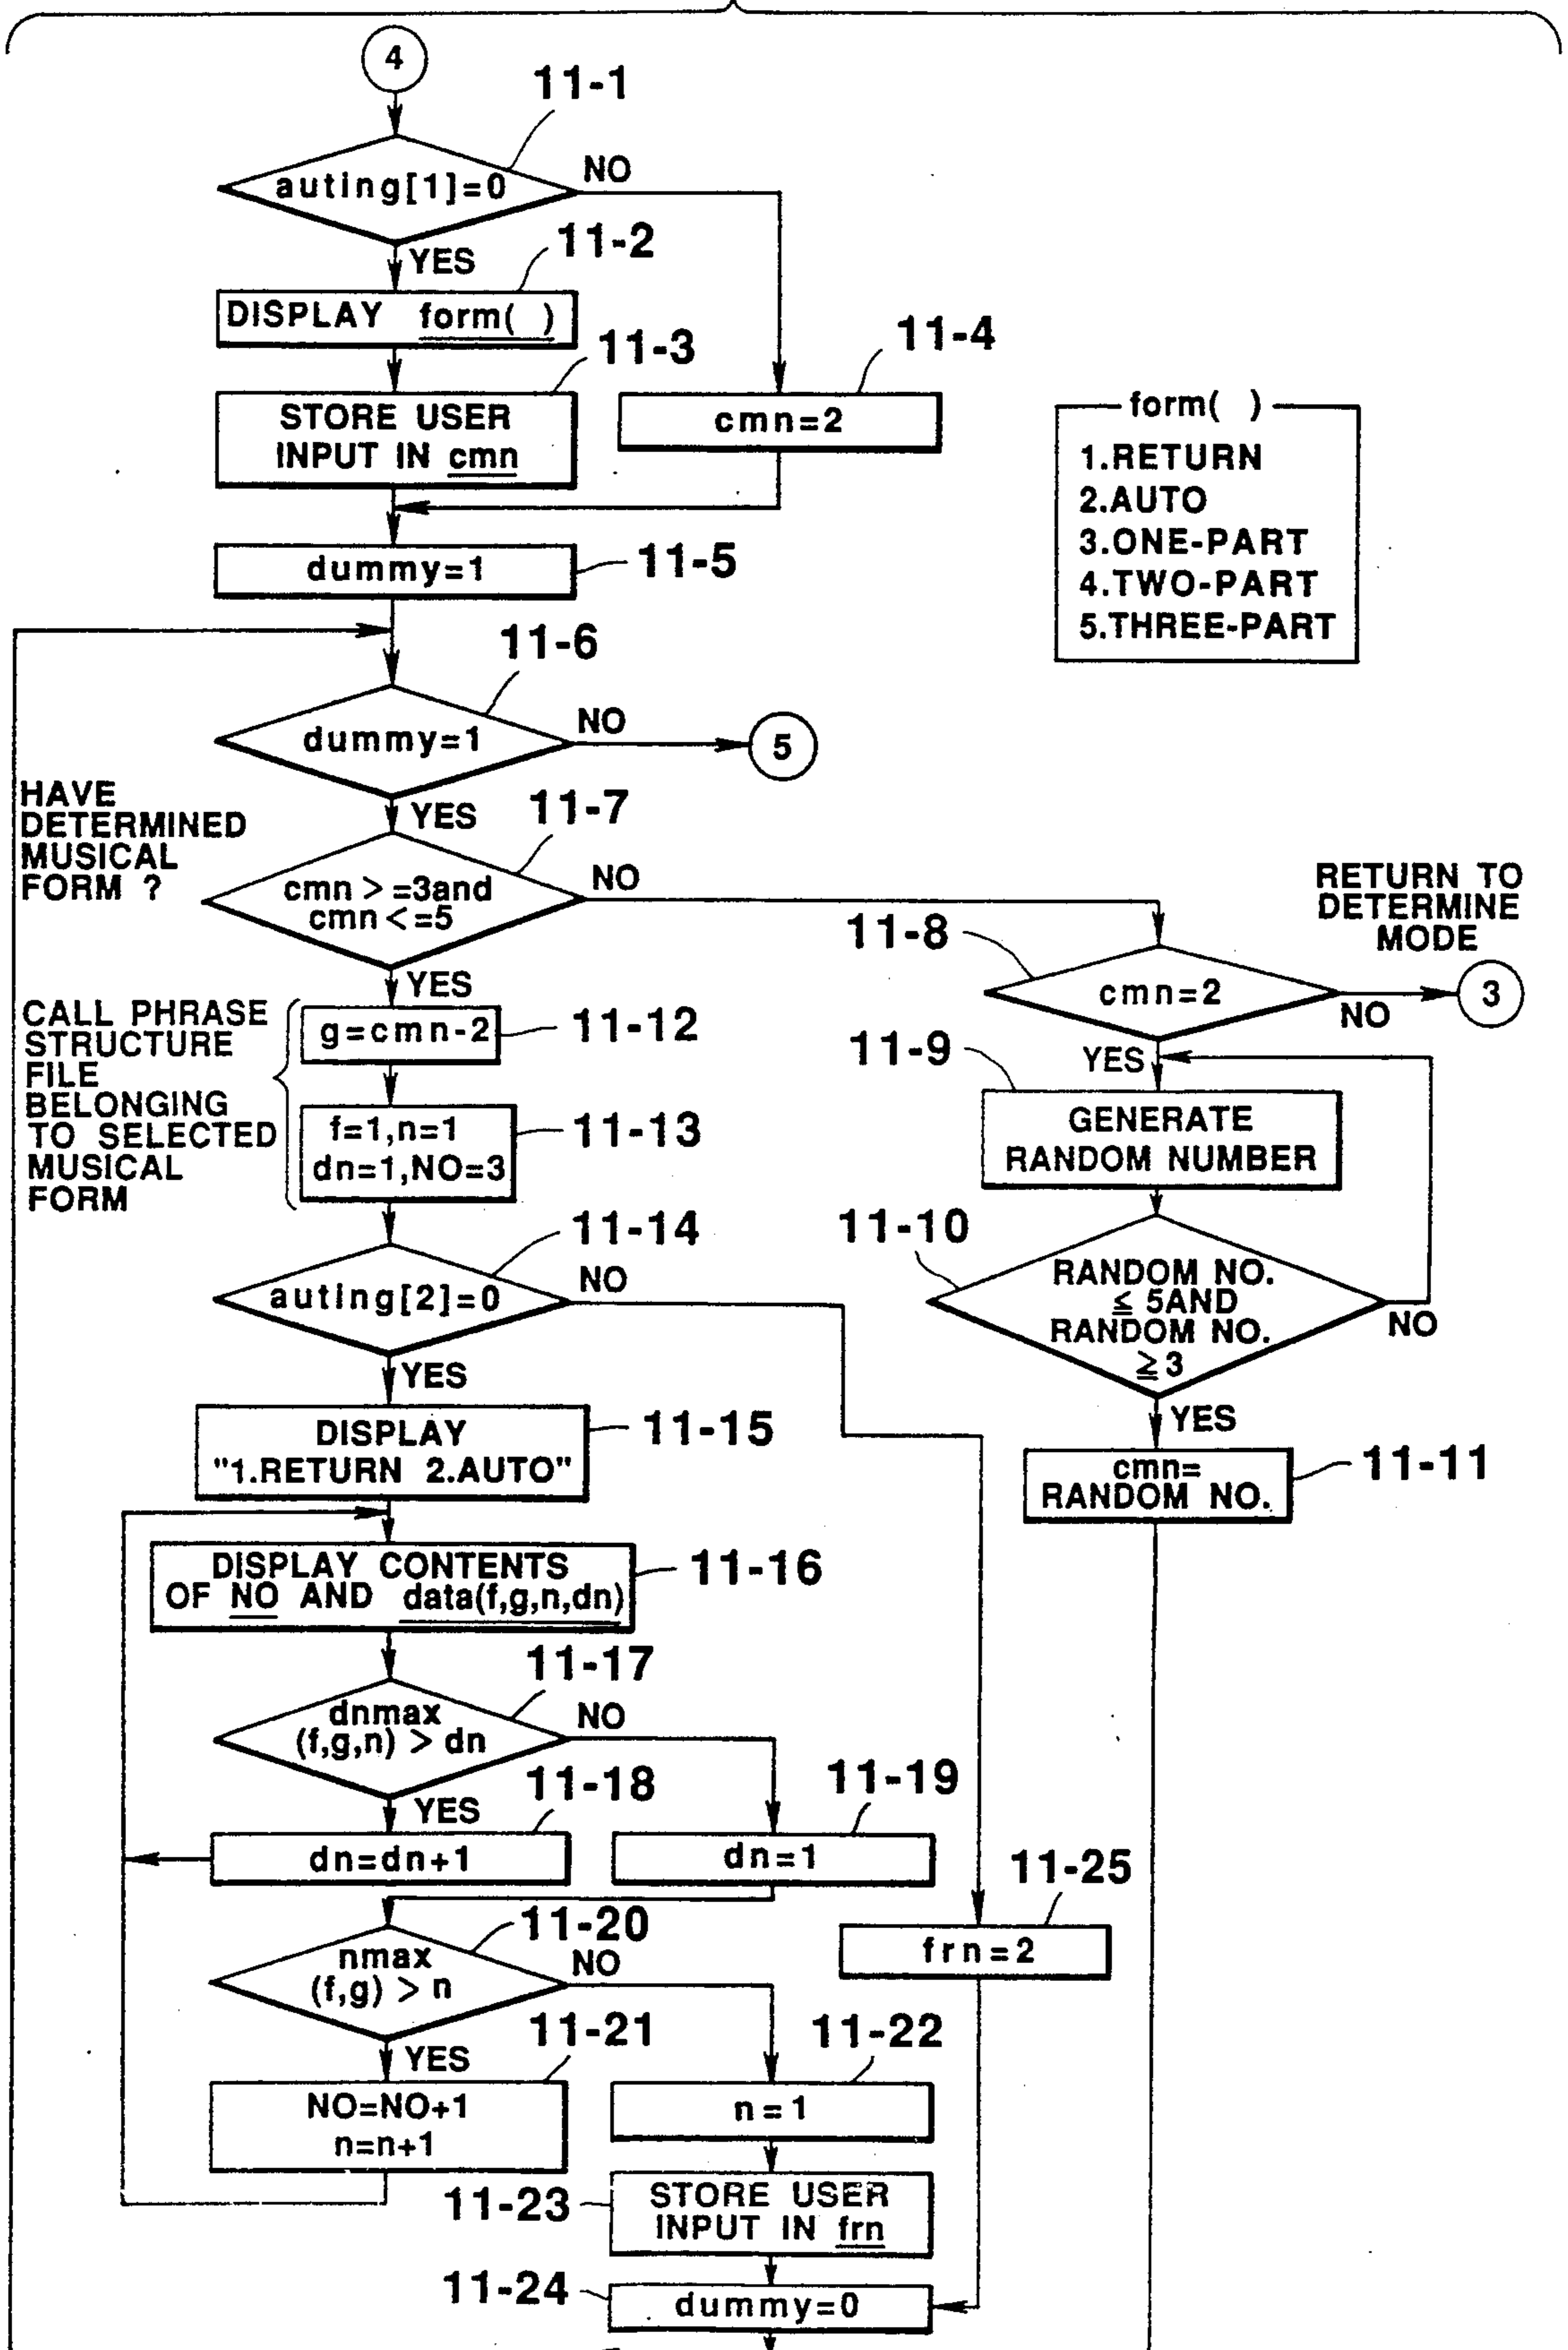 4
11-1
auting[1]=0
NO
YES
11-2
DISPLAY form( )
11-3
STORE USER
INPUT IN cmn
11-4
cmn=2
form( )
1.RETURN
2.AUTO
3.ONE-PART
4.TWO-PART
5.THREE-PART
dummy=1
11-5
11-6
dummy=1
NO
5
YES
HAVE
DETERMINED
MUSICAL
FORM ?
11-7
cmn > =3and
cmn < =5
NO
YES
RETURN TO
DETERMINE
MODE
11-8
cmn=2
NO
3
YES
CALL PHRASE
STRUCTURE
FILE
BELONGING
TO SELECTED
MUSICAL
FORM
g=cmn-2
11-12
f=1,n=1
dn=1,NO=3
11-13
11-9
GENERATE
RANDOM NUMBER
11-10
RANDOM NO.
≦ 5AND
RANDOM NO.
≧ 3
NO
YES
11-11
cmn=
RANDOM NO.
11-14
auting[2]=0
NO
YES
11-15
DISPLAY
"1.RETURN 2.AUTO"
11-16
DISPLAY CONTENTS
OF NO AND data(f,g,n,dn)
11-17
dnmax
(f,g,n) > dn
NO
YES
11-18
dn=dn+1
11-19
dn=1
11-20
nmax
(f,g) > n
NO
YES
11-25
frn=2
11-21
NO=NO+1
n=n+1
11-22
n=1
11-23
STORE USER
INPUT IN frn
11-24
dummy=0